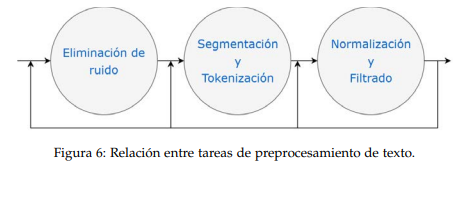 Eliminación de
ruido
Segmentación
y
Tokenización
Normalización
y
Filtrado
Figura 6: Relación entre tareas de preprocesamiento de texto.